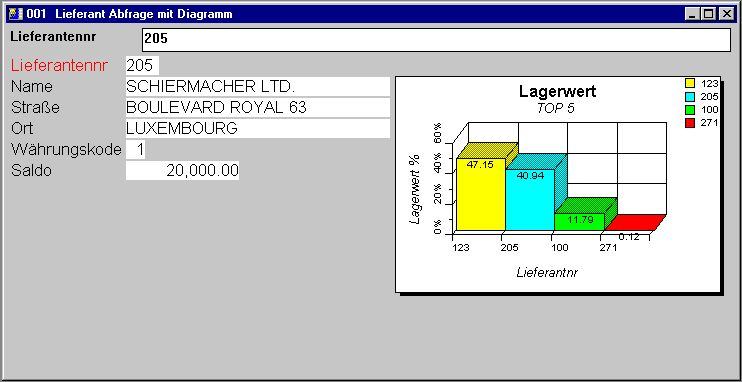 001 Lieferant Abfrage mit Diagramm
Lieferantennr 205
Lieferantennr 205
Name SCHIERMACHER LTD.
Straße BOULEVARD ROYAL 63
Ort LUXEMBOURG
Währungskode 1
Saldo 20,000.00
Lagerwert
TOP 5
123
205
100
271
Lagerwert %
60%
40%
20%
0%
47.15
40.94
11.79
0.12
123 205 100 271
Lieferantnr